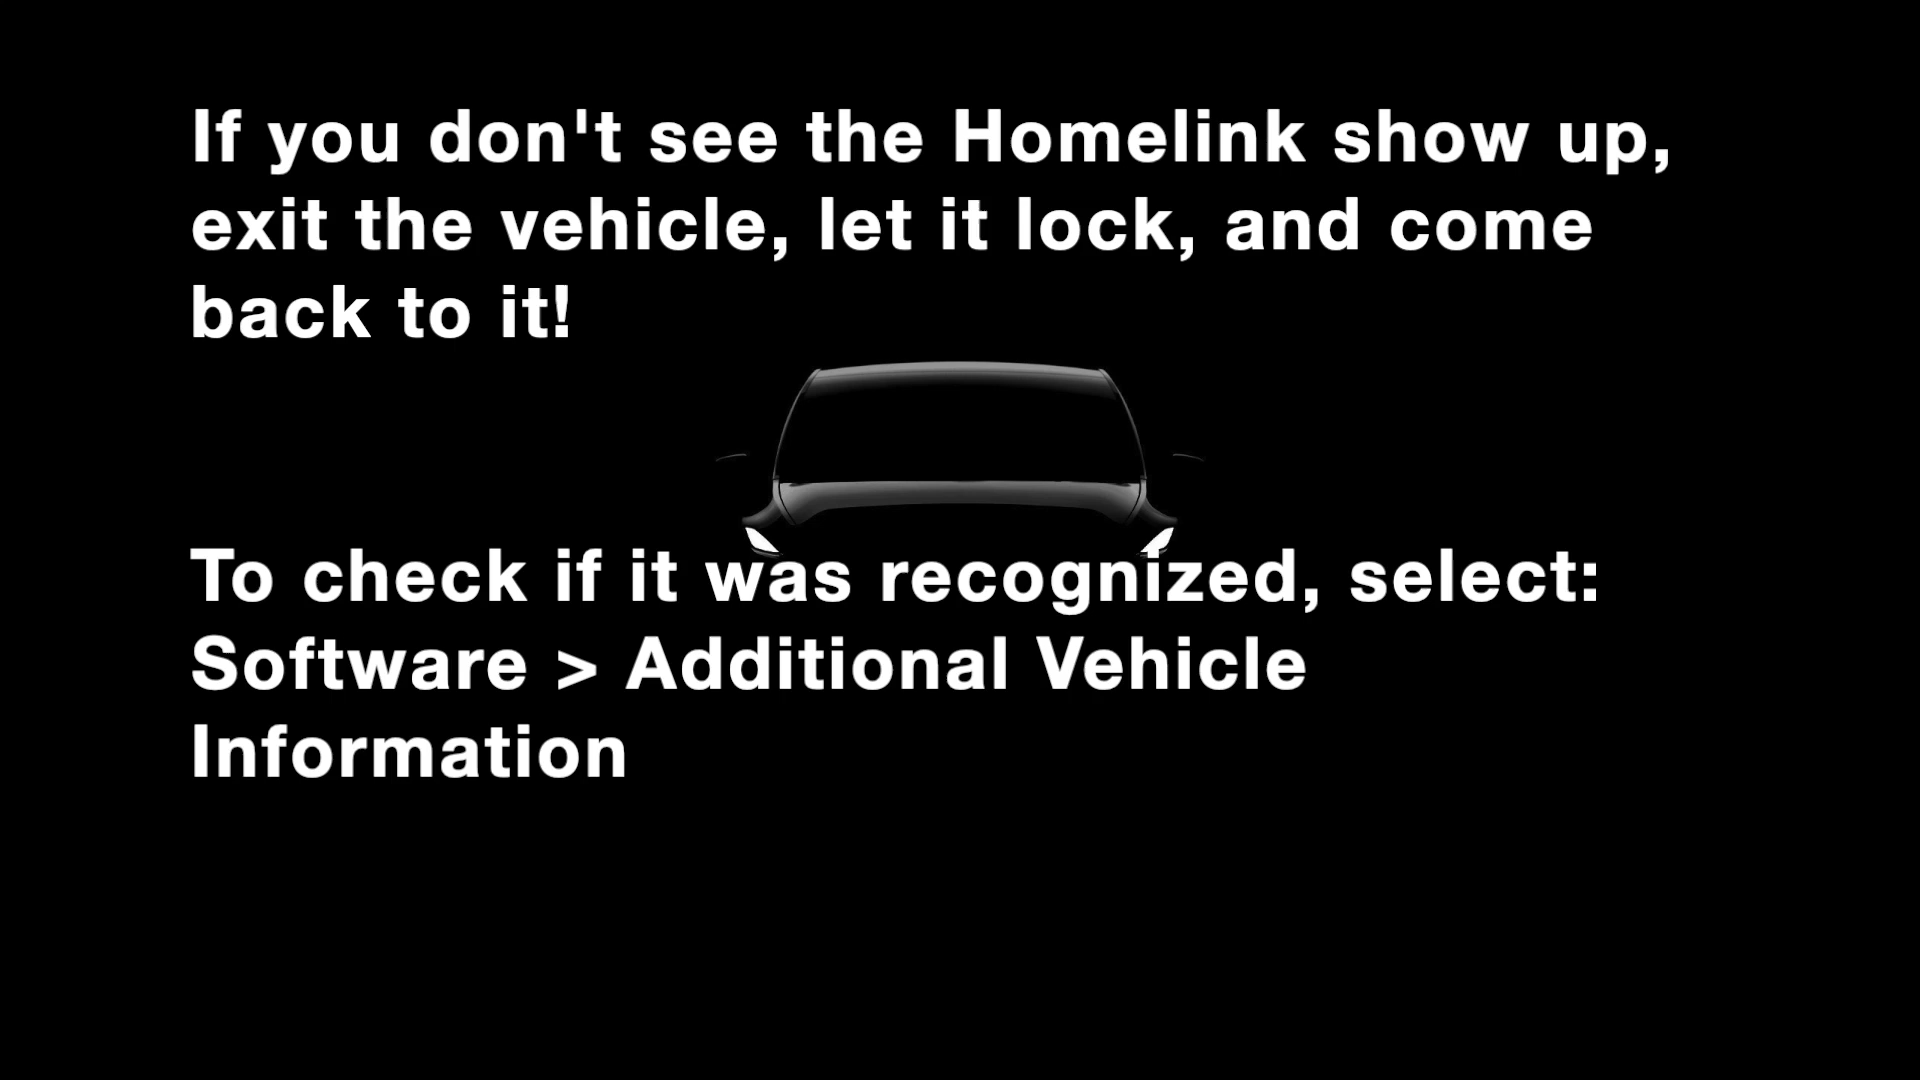 If you don't see the Homelink show up,
exit the vehicle, let it lock, and come
back to it!
To check if it was recognized, select:
Software > Additional Vehicle
Information